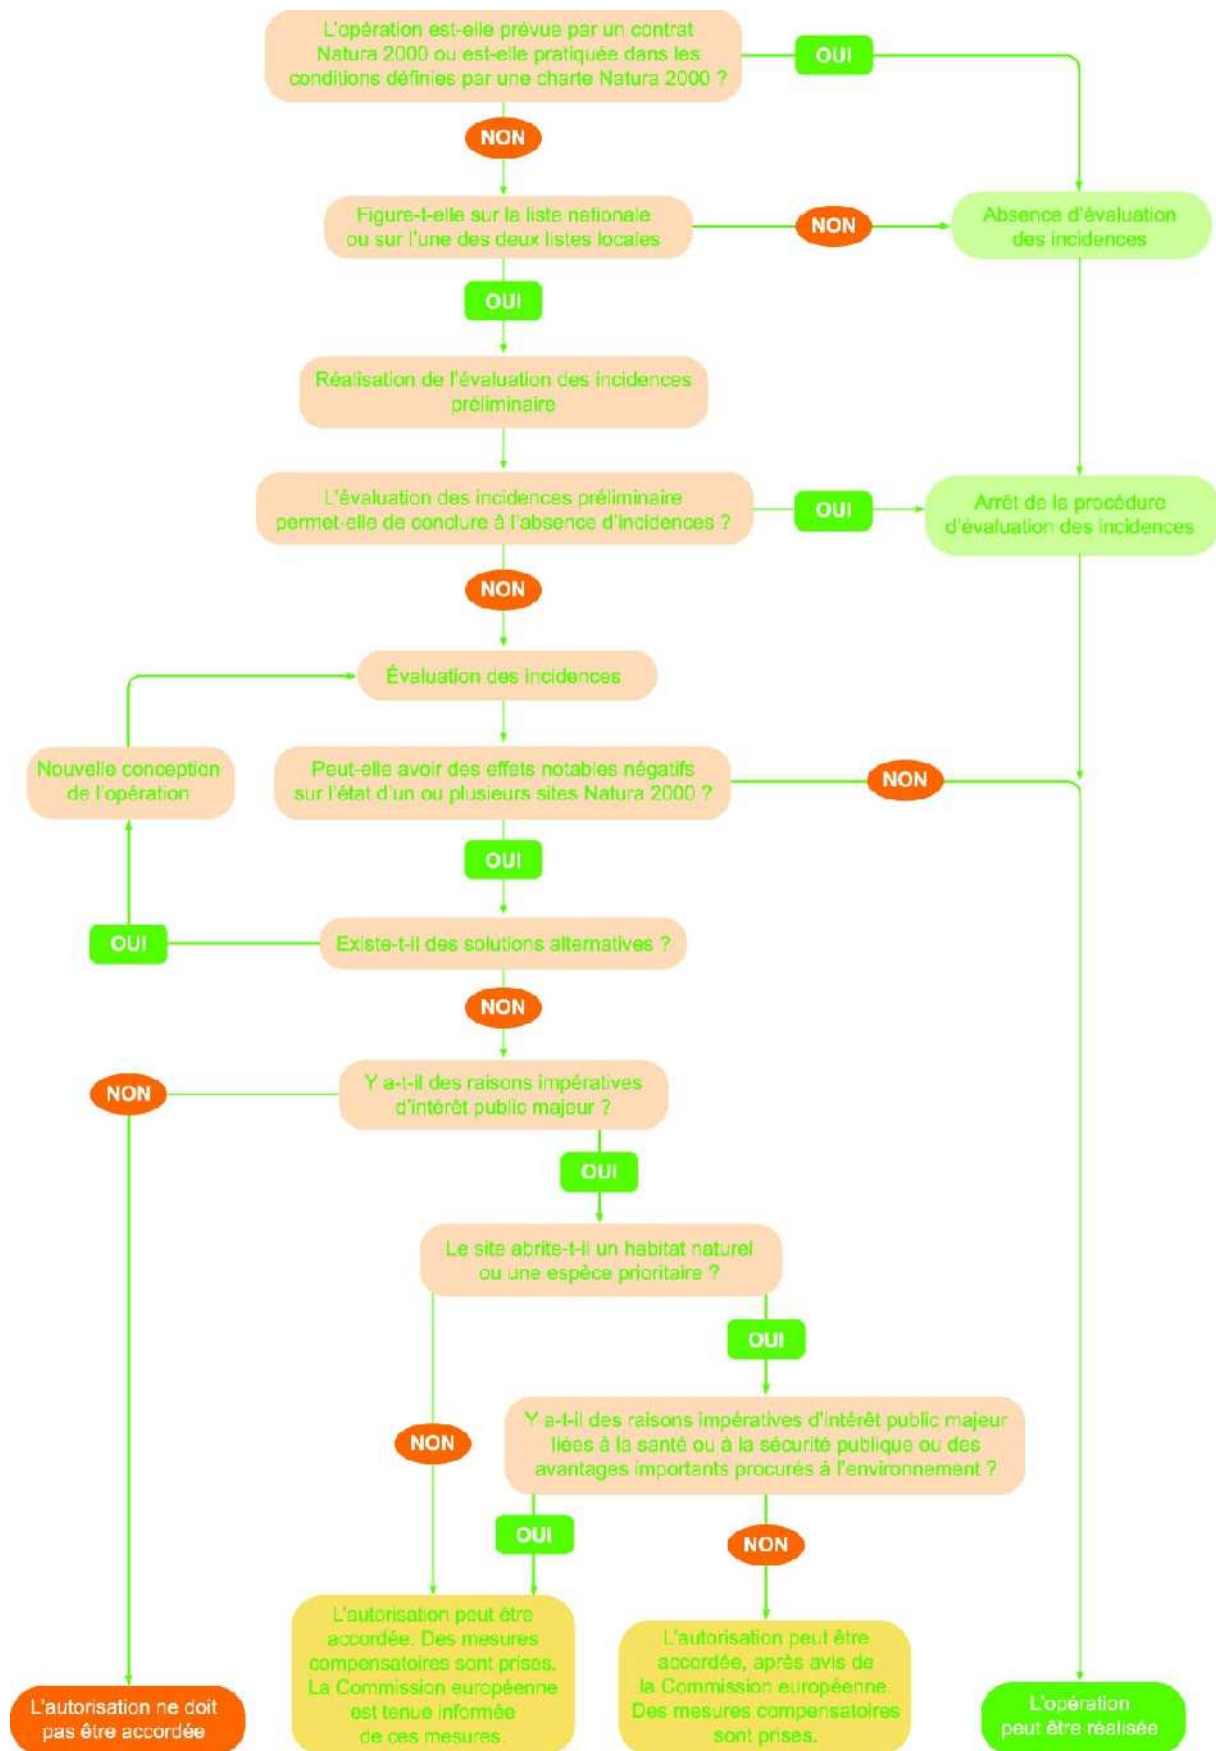 L'opération est-elle prévue par un contrat
Natura 2000 ou est-elle pratiquée dans les
conditions définies par une charte Natura 2000 ?
OUI
NON
Figure-t-elle sur la liste nationale
ou sur l'une des deux listes locales
NON
Absence d'évaluation
des incidences
OUI
Réalisation de l'évaluation des incidences
préliminaire
L'évaluation des incidences préliminaire
permet-elle de conclure à l'absence d'incidences ?
OUI
Arrêt de la procédure
d'évaluation des incidences
NON
Évaluation des incidences
Nouvelle conception
de l'opération
Peut-elle avoir des effets notables négatifs
sur l'état d'un ou plusieurs sites Natura 2000 ?
NON
OUI
OUI
Existe-t-il des solutions alternatives ?
NON
Y a-t-il des raisons impératives
d'intérêt public majeur ?
NON
OUI
Le site abrite-t-il un habitat naturel
ou une espèce prioritaire ?
OUI
Y a-t-il des raisons impératives d'intérêt public majeur
liées à la santé ou à la sécurité publique ou des
avantages importants procurés à l'environnement ?
NON
OUI
NON
L'autorisation peut être
accordée. Des mesures
compensatoires sont prises.
La Commission européenne
est tenue informée
de ces mesures.
L'autorisation peut être
accordée, après avis de
la Commission européenne.
Des mesures compensatoires
sont prises.
L'autorisation ne doit
pas être accordée
L'opération
peut être réalisée